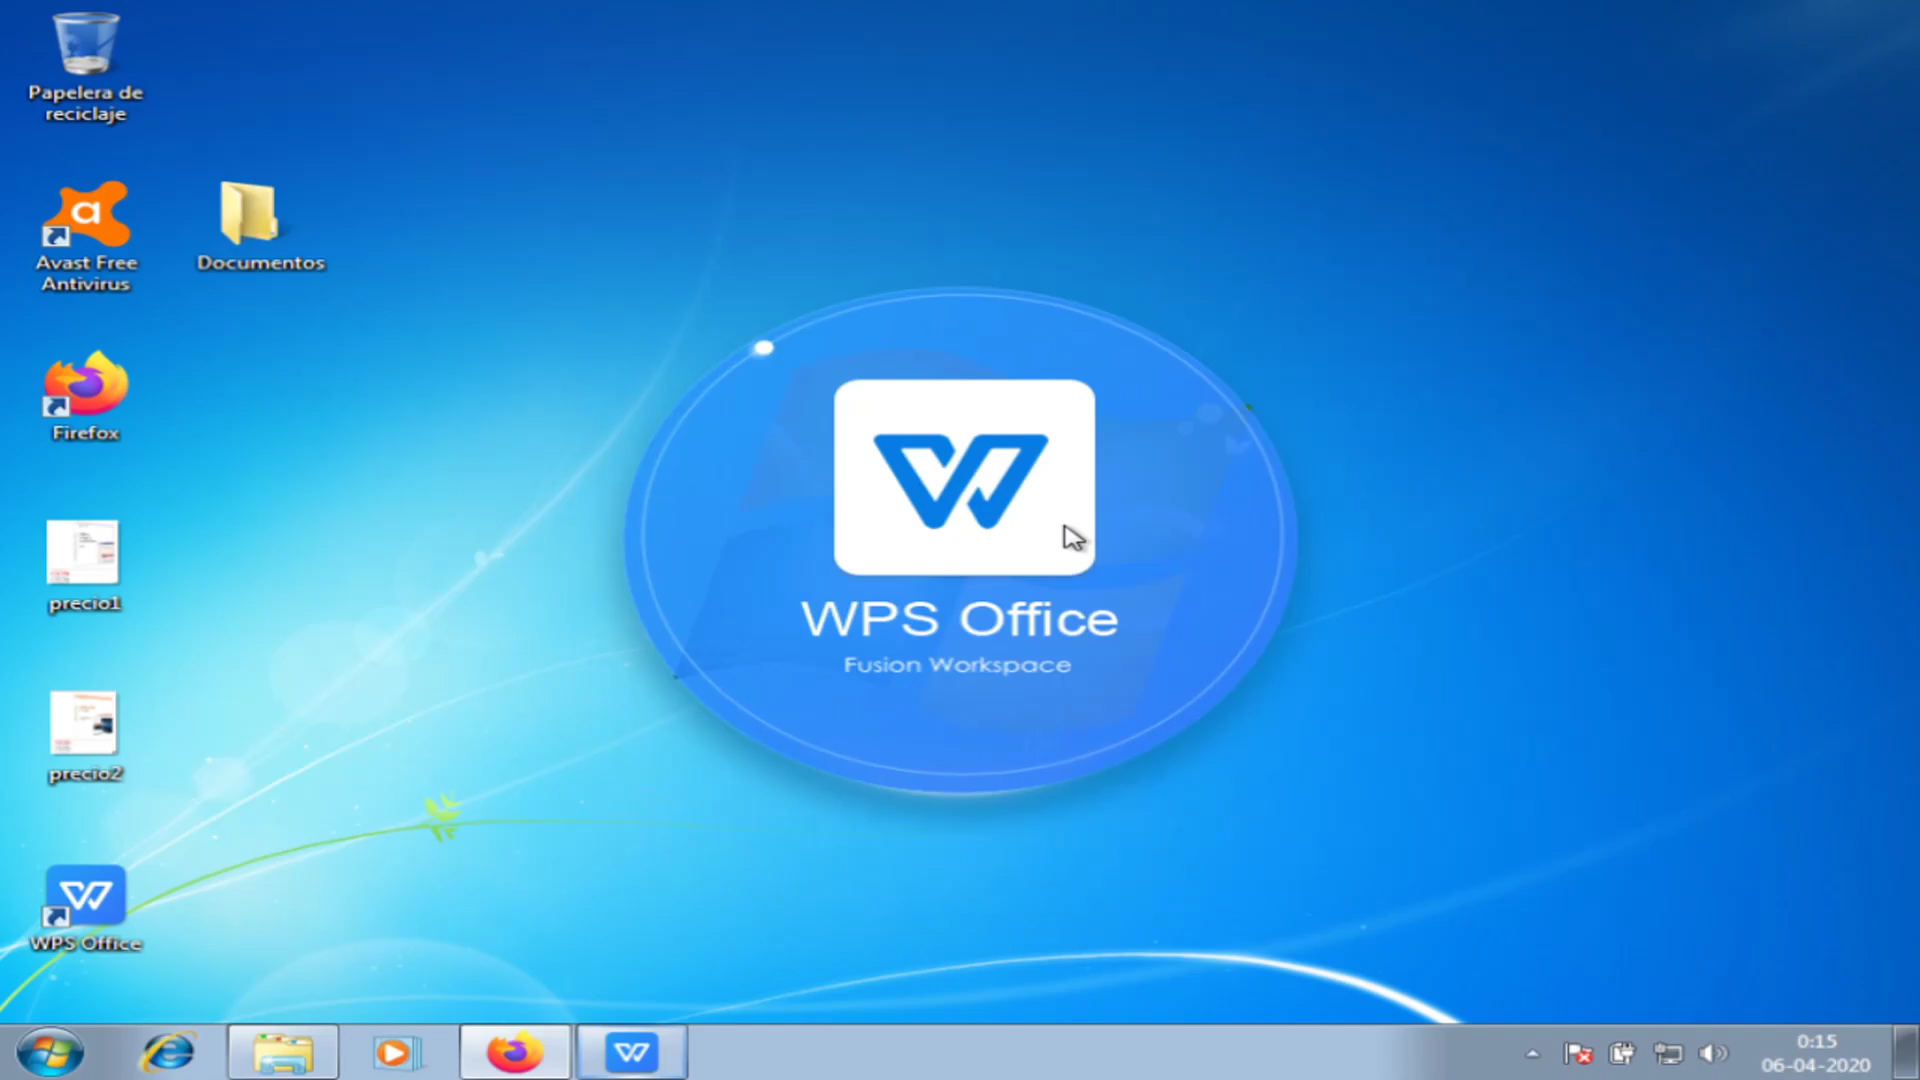 Papelera de
reciclaje
Avast Free
Antivirus
Documentos
Firefox
precio1
precio2
WPS Office
WPS Office
Fusion Workspace
0:15
06-04-2020